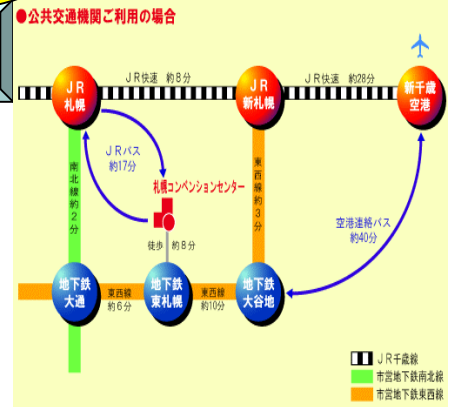 ●公共交通機関ご利用の場合
JR快速 約8分
JR快速 約28分
JR
札幌
JR
新札幌
新千歳
空港
JRバス
約17分
南北線約2分
札幌コンベンションセンター
東西線約3分
空港連絡バス
約40分
徒歩 約8分
地下鉄
大通
東西線
約6分
地下鉄
東札幌
東西線
約10分
地下鉄
大谷地
JR千歳線
市営地下鉄南北線
市営地下鉄東西線